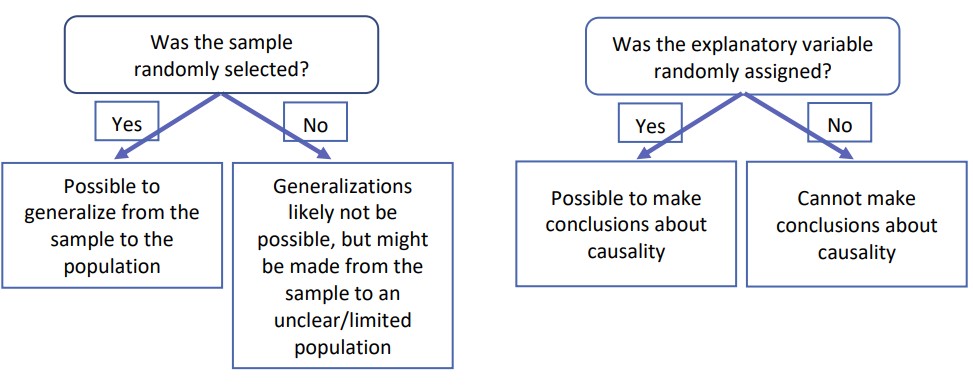 Was the sample
randomly selected?
Yes
No
Possible to
generalize from the
sample to the
population
Generalizations
likely not be
possible, but might
be made from the
sample to an
unclear/limited
population
Was the explanatory variable
randomly assigned?
Yes
No
Possible to make
conclusions about
causality
Cannot make
conclusions about
causality